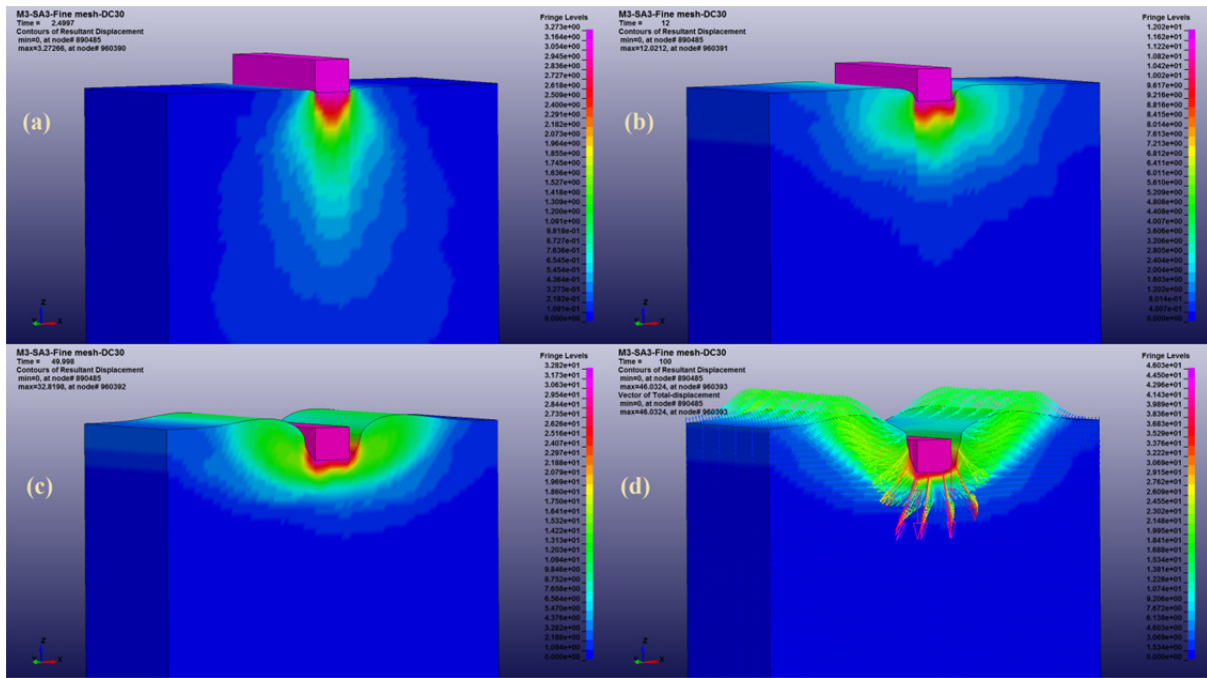 M3-SA3-Fine mesh-DC30
Time = 2.4997
Contours of Resultant Displacement
min=0, at node# 890485
max=3.27266, at node# 960390
(a)
Fringe Levels
3.273e+00
3.164e+00
3.054e+00
2.945e+00
2.836e+00
2.727e+00
2.618e+00
2.509e+00
2.400e+00
2.291e+00
2.182e+00
2.073e+00
1.964e+00
1.855e+00
1.745e+00
1.636e+00
1.527e+00
1.418e+00
1.309e+00
1.200e+00
1.091e+00
9.818e-01
8.727e-01
7.636e-01
6.545e-01
5.454e-01
4.364e-01
3.273e-01
2.182e-01
1.091e-01
0.000e+00
Z
Y
X
M3-SA3-Fine mesh-DC30
Time = 12
Contours of Resultant Displacement
min=0, at node# 890485
max=12.0212, at node# 960391
(b)
Fringe Levels
1.202e+01
1.162e+01
1.122e+01
1.082e+01
1.042e+01
1.002e+01
9.617e+00
9.216e+00
8.816e+00
8.415e+00
8.014e+00
7.613e+00
7.213e+00
6.812e+00
6.411e+00
6.011e+00
5.610e+00
5.209e+00
4.808e+00
4.408e+00
4.007e+00
3.606e+00
3.206e+00
2.805e+00
2.404e+00
2.004e+00
1.603e+00
1.202e+00
8.014e-01
4.007e-01
0.000e+00
Z
Y
X
M3-SA3-Fine mesh-DC30
Time = 49.998
Contours of Resultant Displacement
min=0, at node# 890485
max=32.8198, at node# 960392
(c)
Fringe Levels
3.282e+01
3.173e+01
3.063e+01
2.954e+01
2.844e+01
2.735e+01
2.626e+01
2.516e+01
2.407e+01
2.297e+01
2.188e+01
2.079e+01
1.969e+01
1.860e+01
1.750e+01
1.641e+01
1.532e+01
1.422e+01
1.313e+01
1.203e+01
1.094e+01
9.846e+00
8.752e+00
7.658e+00
6.564e+00
5.470e+00
4.376e+00
3.282e+00
2.188e+00
1.094e+00
0.000e+00
Z
Y
X
M3-SA3-Fine mesh-DC30
Time = 100
Contours of Resultant Displacement
min=0, at node# 890485
max=46.0324, at node# 960393
Vector of Total-displacement
min=0, at node# 890485
max=46.0324, at node# 960393
(d)
Fringe Levels
4.603e+01
4.450e+01
4.296e+01
4.143e+01
3.989e+01
3.836e+01
3.683e+01
3.529e+01
3.376e+01
3.222e+01
3.069e+01
2.915e+01
2.762e+01
2.609e+01
2.455e+01
2.302e+01
2.148e+01
1.995e+01
1.841e+01
1.688e+01
1.534e+01
1.381e+01
1.228e+01
1.074e+01
9.206e+00
7.672e+00
6.138e+00
4.603e+00
3.069e+00
1.534e+00
0.000e+00
Z
Y
X